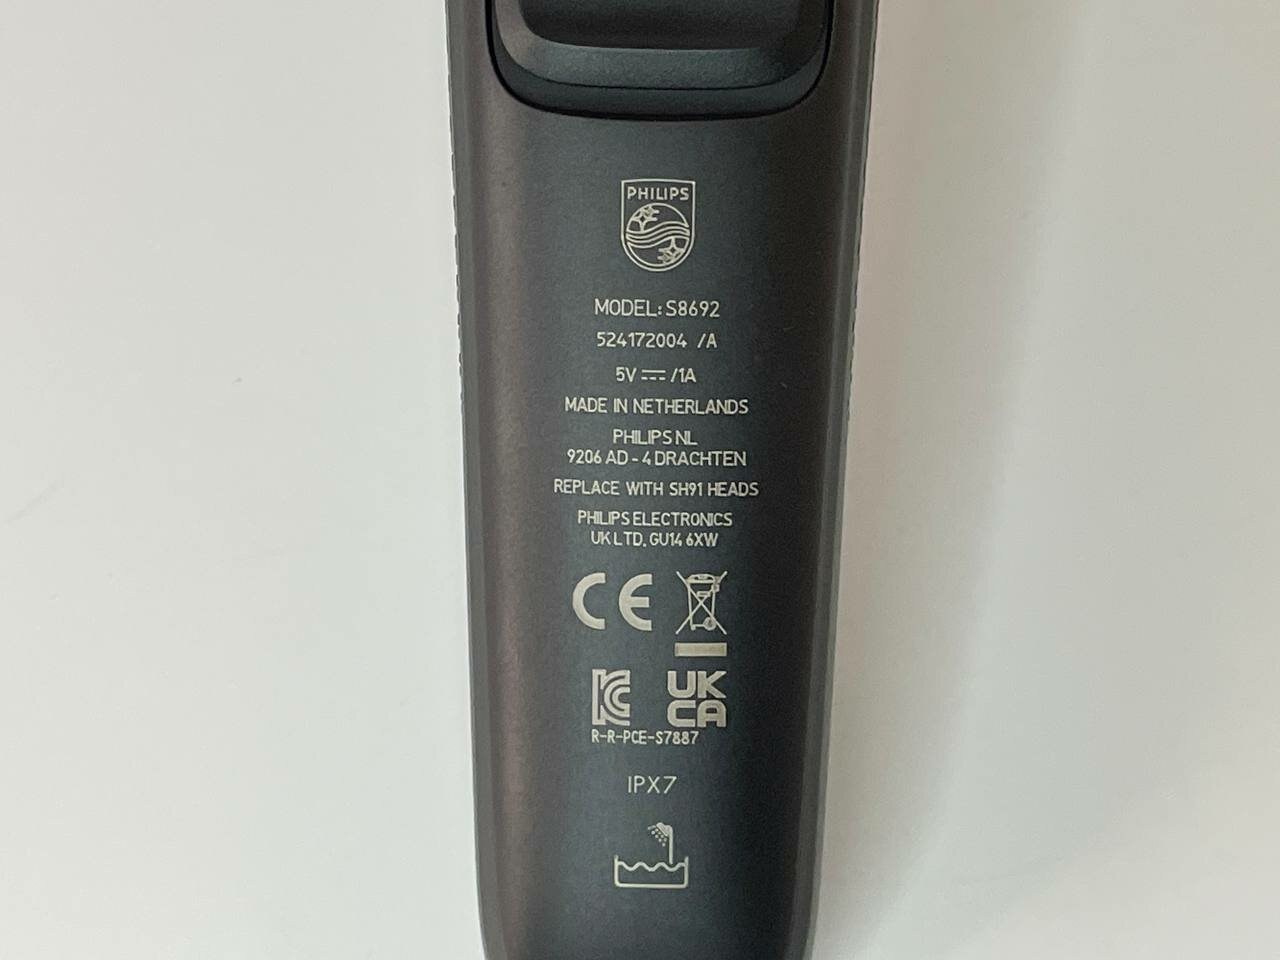 PHILIPS
MODEL: S8692
524172004 /A
5V ⎓ /1A
MADE IN NETHERLANDS
PHILIPS NL
9206 AD - 4 DRACHTEN
REPLACE WITH SH91 HEADS
PHILIPS ELECTRONICS
UK LTD, GU14 6XW
CE
KC UK
CA
R-R-PCE-S7887
IPX7